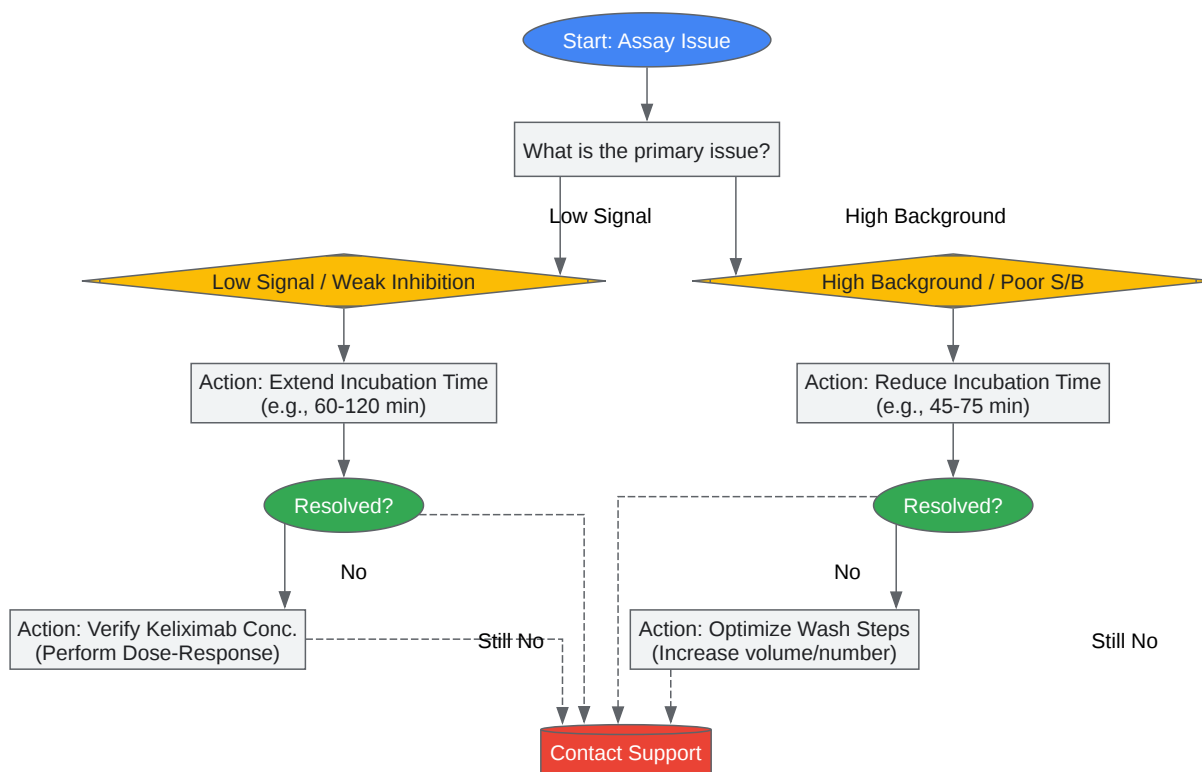 Start: Assay Issue
What is the primary issue?
Low Signal
High Background
Low Signal / Weak Inhibition
High Background / Poor S/B
Action: Extend Incubation Time
(e.g., 60-120 min)
Action: Reduce Incubation Time
(e.g., 45-75 min)
Resolved?
Resolved?
No
No
Action: Verify Keliximab Conc.
(Perform Dose-Response)
Still No
Action: Optimize Wash Steps
(Increase volume/number)
Still No
Contact Support